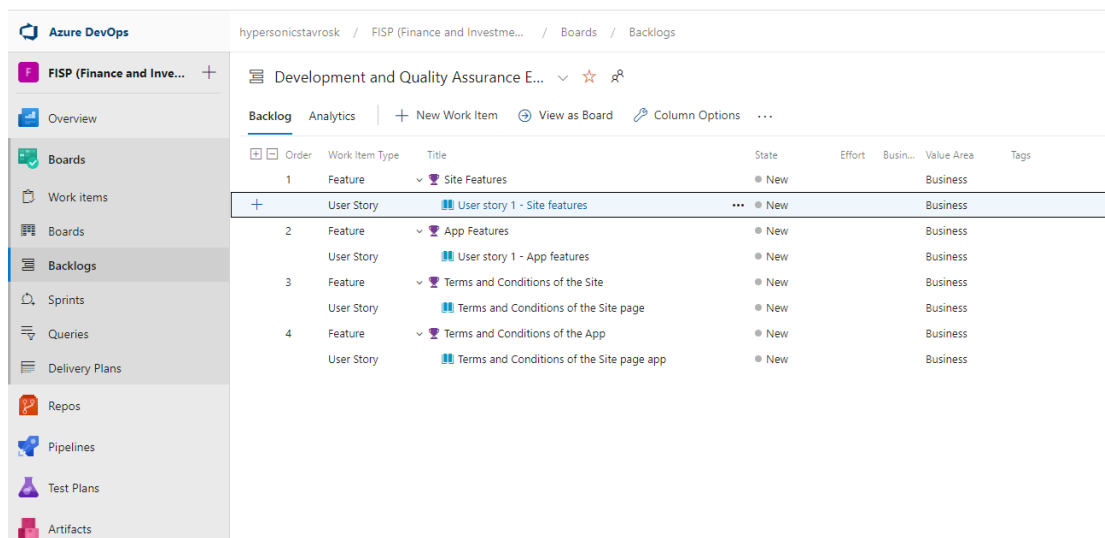 Azure DevOps
hypersonicstavrosk / FISP (Finance and Investme... / Boards / Backlogs
F FISP (Finance and Inve...
Overview
Boards
Work items
Boards
Backlogs
Sprints
Queries
Delivery Plans
Repos
Pipelines
Test Plans
Artifacts
Development and Quality Assurance E...
Backlog Analytics New Work Item View as Board Column Options ...
Order Work Item Type Title State Effort Busin... Value Area Tags
1 Feature Site Features New Business
User Story User story 1 - Site features ... New Business
2 Feature App Features New Business
User Story User story 1 - App features New Business
3 Feature Terms and Conditions of the Site New Business
User Story Terms and Conditions of the Site page New Business
4 Feature Terms and Conditions of the App New Business
User Story Terms and Conditions of the Site page app New Business